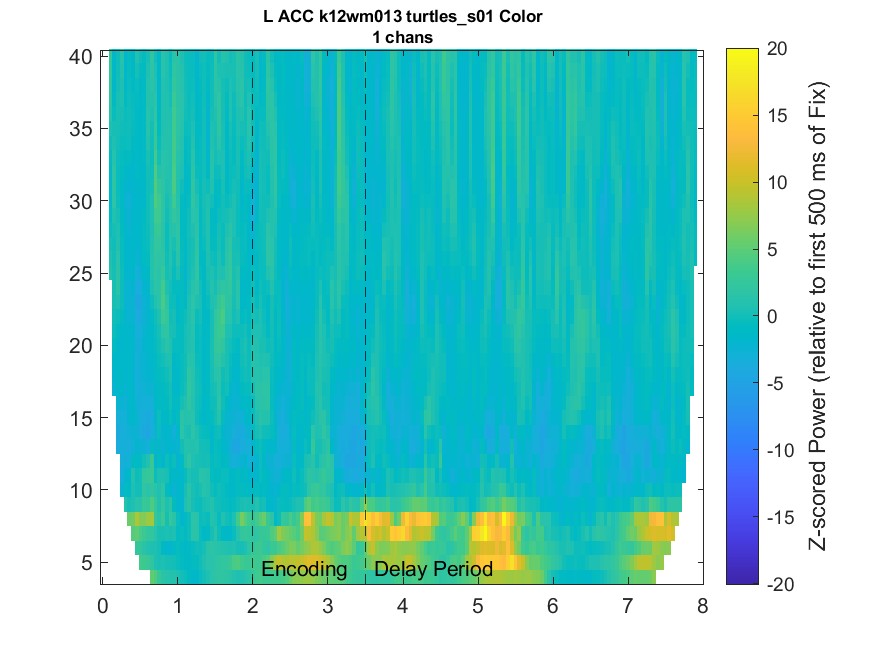 L ACC k12wm013 turtles_s01 Color
1 chans
40
35
30
25
20
15
10
5
Encoding
Delay Period
0 1 2 3 4 5 6 7 8
20
15
10
5
0
-5
-10
-15
-20
Z-scored Power (relative to first 500 ms of Fix)